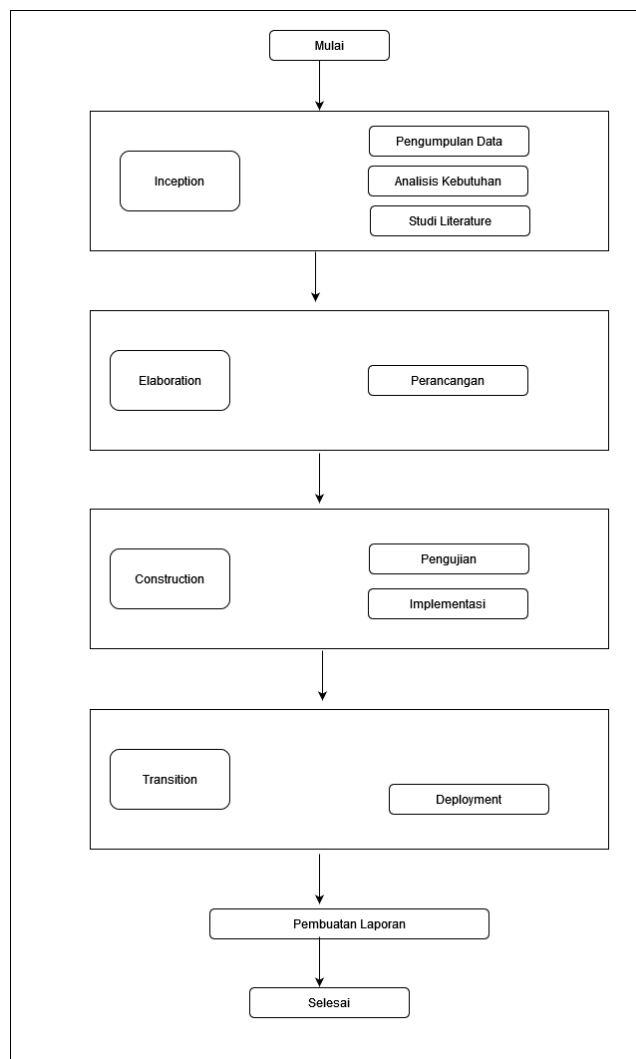 Mulai
Inception
Pengumpulan Data
Analisis Kebutuhan
Studi Literature
Elaboration
Perancangan
Construction
Pengujian
Implementasi
Transition
Deployment
Pembuatan Laporan
Selesai